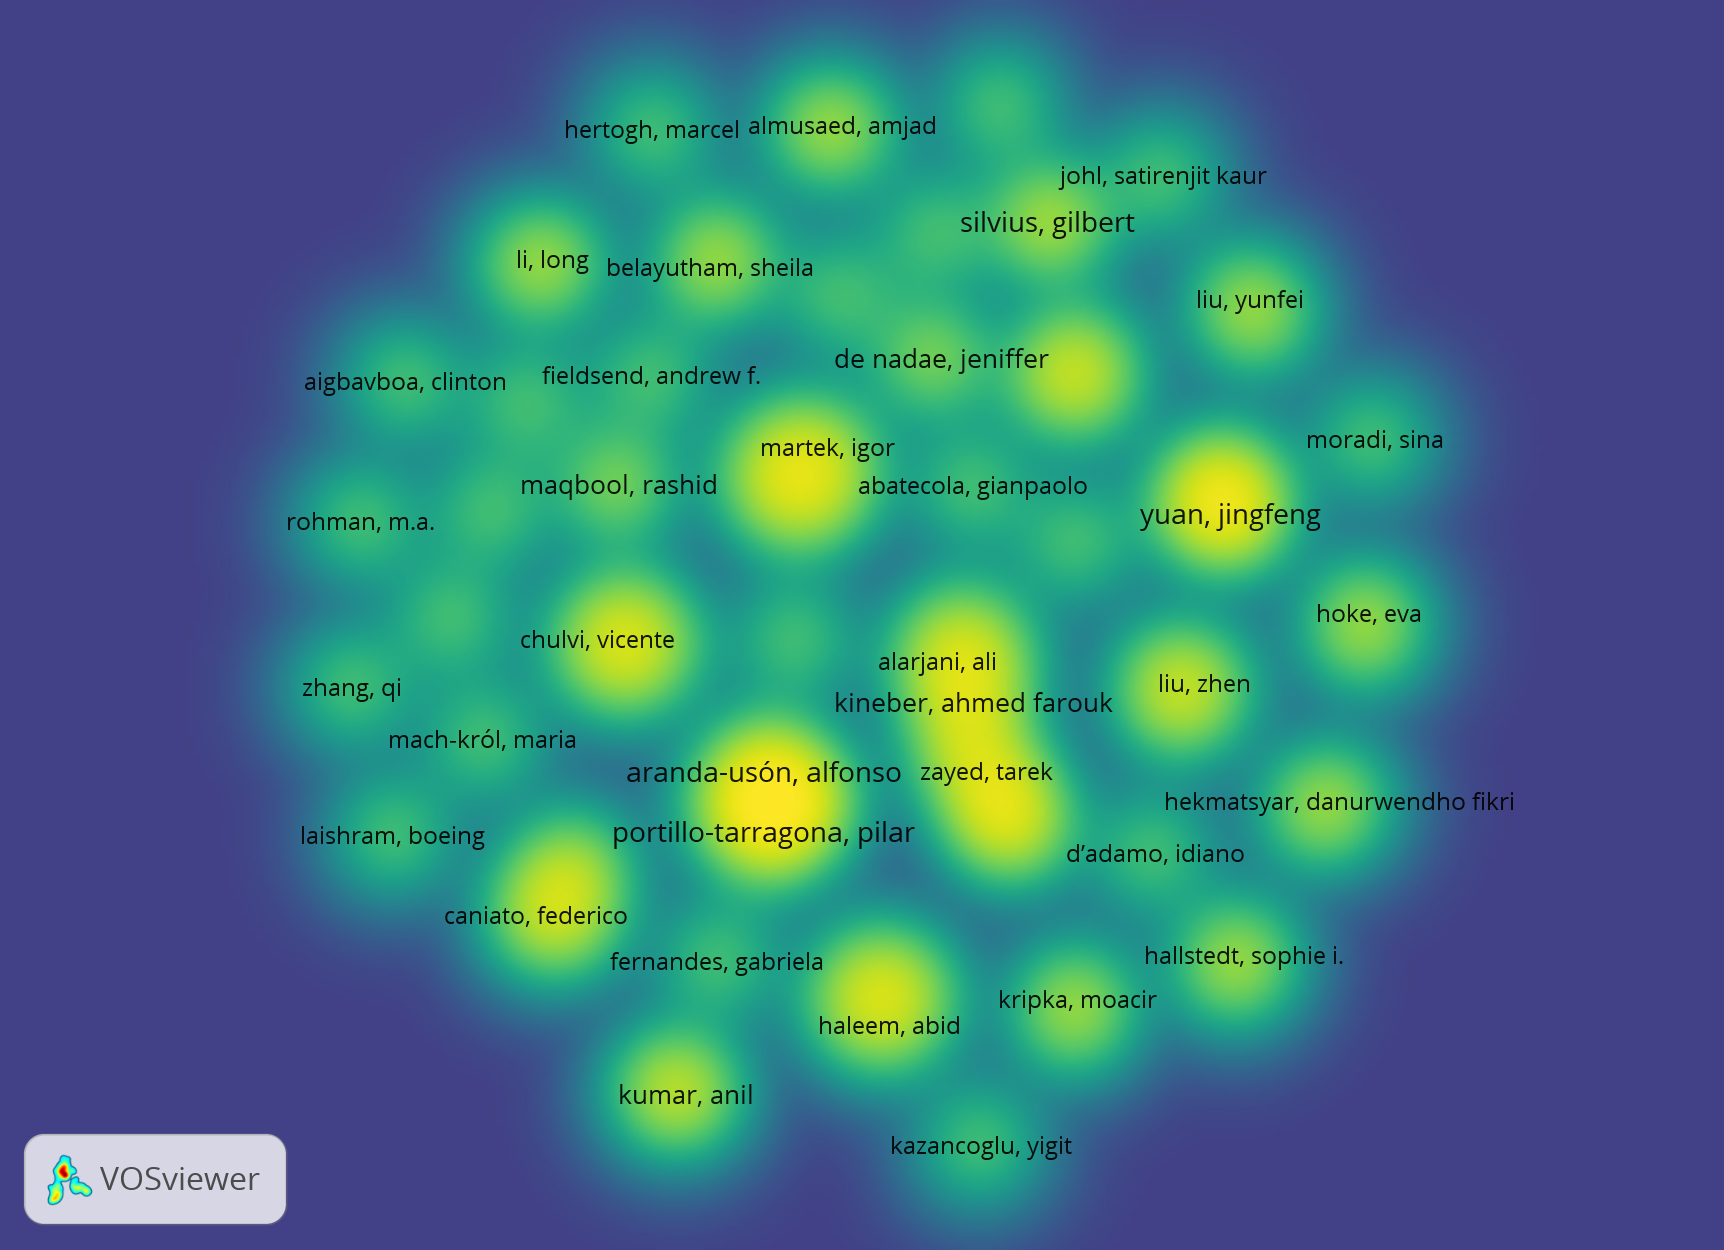 hertogh, marcel
almusaed, amjad
johl, satirenjit kaur
silvius, gilbert
li, long
belayutham, sheila
liu, yunfei
de nadae, jeniffer
fieldsend, andrew f.
aigbavboa, clinton
moradi, sina
martek, igor
maqbool, rashid
abatecola, gianpaolo
yuan, jingfeng
rohman, m.a.
hoke, eva
chulvi, vicente
alarjani, ali
liu, zhen
zhang, qi
kineber, ahmed farouk
mach-król, maria
aranda-usón, alfonso
zayed, tarek
hekmatsyar, danurwendho fikri
portillo-tarragona, pilar
laishram, boeing
d’adamo, idiano
caniato, federico
hallstedt, sophie i.
fernandes, gabriela
kripka, moacir
haleem, abid
kumar, anil
kazancoglu, yigit
VOSviewer